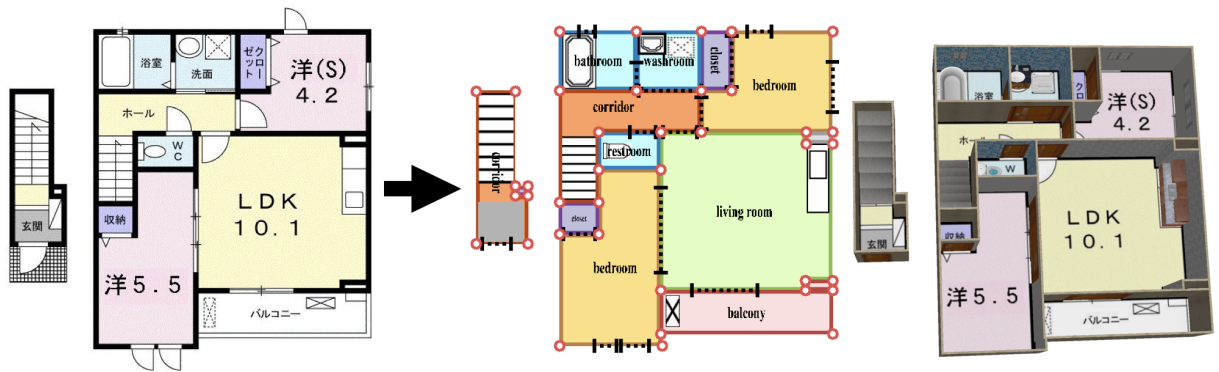 玄関
浴室
洗面
クロー
ゼット
洋(S)
4.2
ホール
W
C
LDK
10.1
収納
洋5.5
バルコニー
corridor
bathroom
washroom
closet
bedroom
corridor
restroom
closet
living room
bedroom
balcony
玄関
浴室
クロ
洋(S)
4.2
ホー
W
LDK
10.1
収納
洋5.5
バルコニー